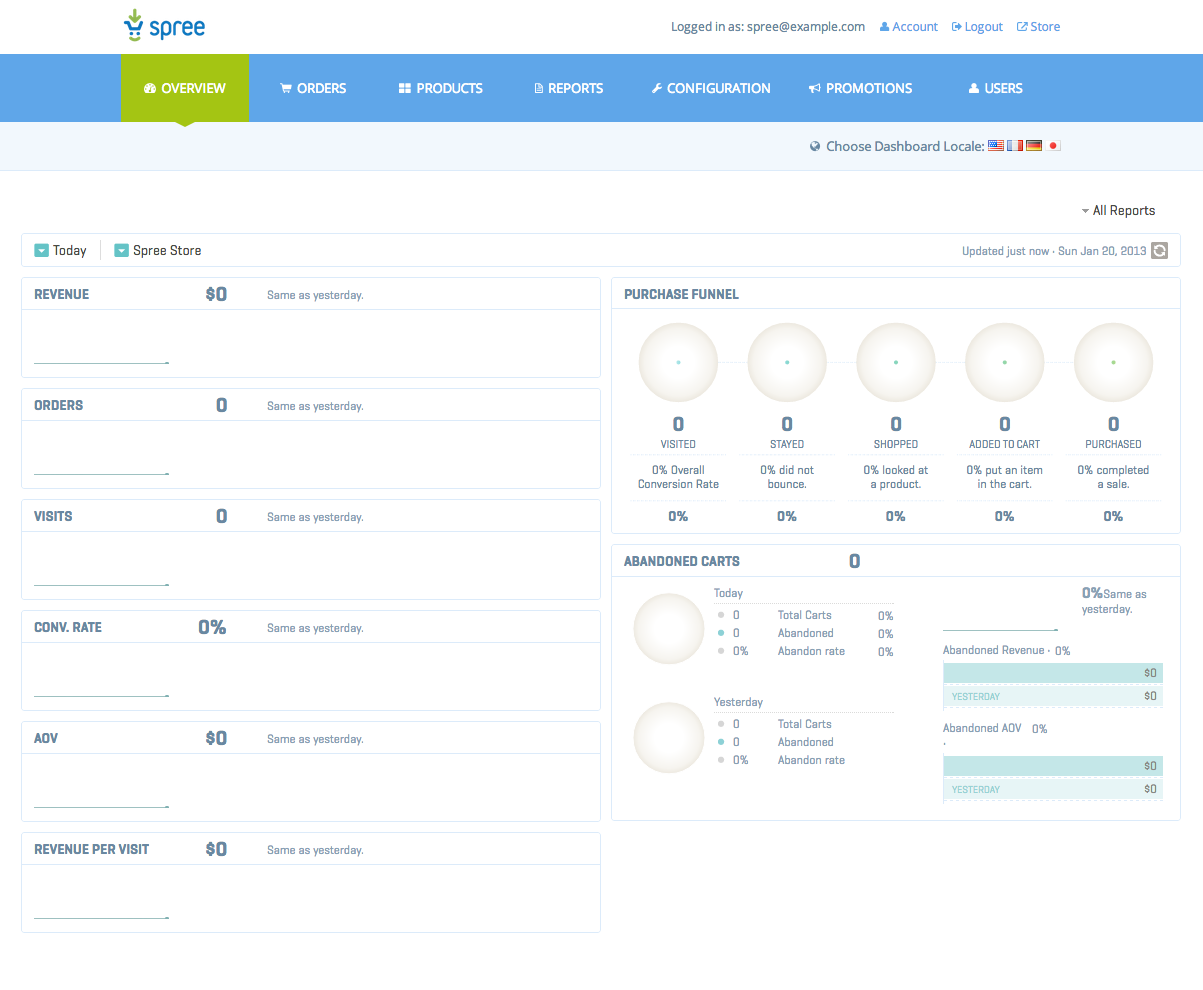 spree
Logged in as: spree@example.com Account Logout Store
OVERVIEW ORDERS PRODUCTS REPORTS CONFIGURATION PROMOTIONS USERS
Choose Dashboard Locale:
All Reports
Today Spree Store Updated just now · Sun Jan 20, 2013
REVENUE $0 Same as yesterday.
ORDERS 0 Same as yesterday.
VISITS 0 Same as yesterday.
CONV. RATE 0% Same as yesterday.
AOV $0 Same as yesterday.
REVENUE PER VISIT $0 Same as yesterday.
PURCHASE FUNNEL
0 0 0 0 0
VISITED STAYED SHOPPED ADDED TO CART PURCHASED
0% Overall 0% did not 0% looked at 0% put an item 0% completed
Conversion Rate bounce. a product. in the cart. a sale.
0% 0% 0% 0% 0%
ABANDONED CARTS 0
Today
0 Total Carts 0%
0 Abandoned 0%
0% Abandon rate 0%
Yesterday
0 Total Carts
0 Abandoned
0% Abandon rate
0% Same as
yesterday.
Abandoned Revenue · 0%
$0
YESTERDAY $0
Abandoned AOV 0%
·
$0
YESTERDAY $0